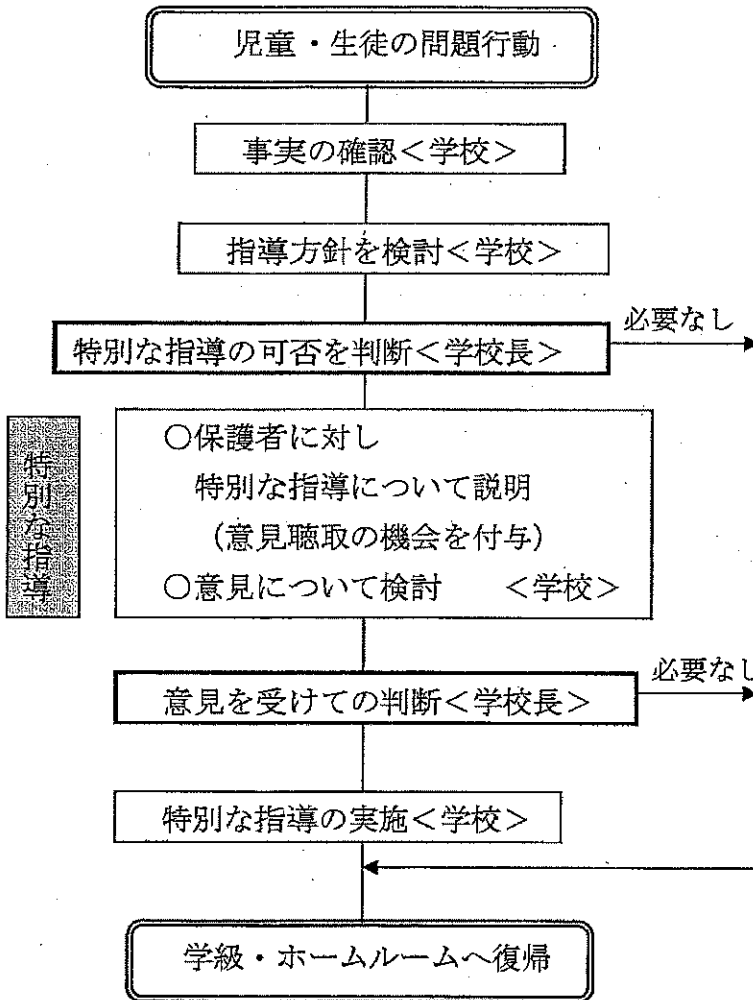 児童・生徒の問題行動
事実の確認<学校>
指導方針を検討<学校>
必要なし
特別な指導の可否を判断<学校長>
特別な指導
○保護者に対し
特別な指導について説明
(意見聴取の機会を付与)
○意見について検討 <学校>
必要なし
意見を受けての判断<学校長>
特別な指導の実施<学校>
学級・ホームルームへ復帰